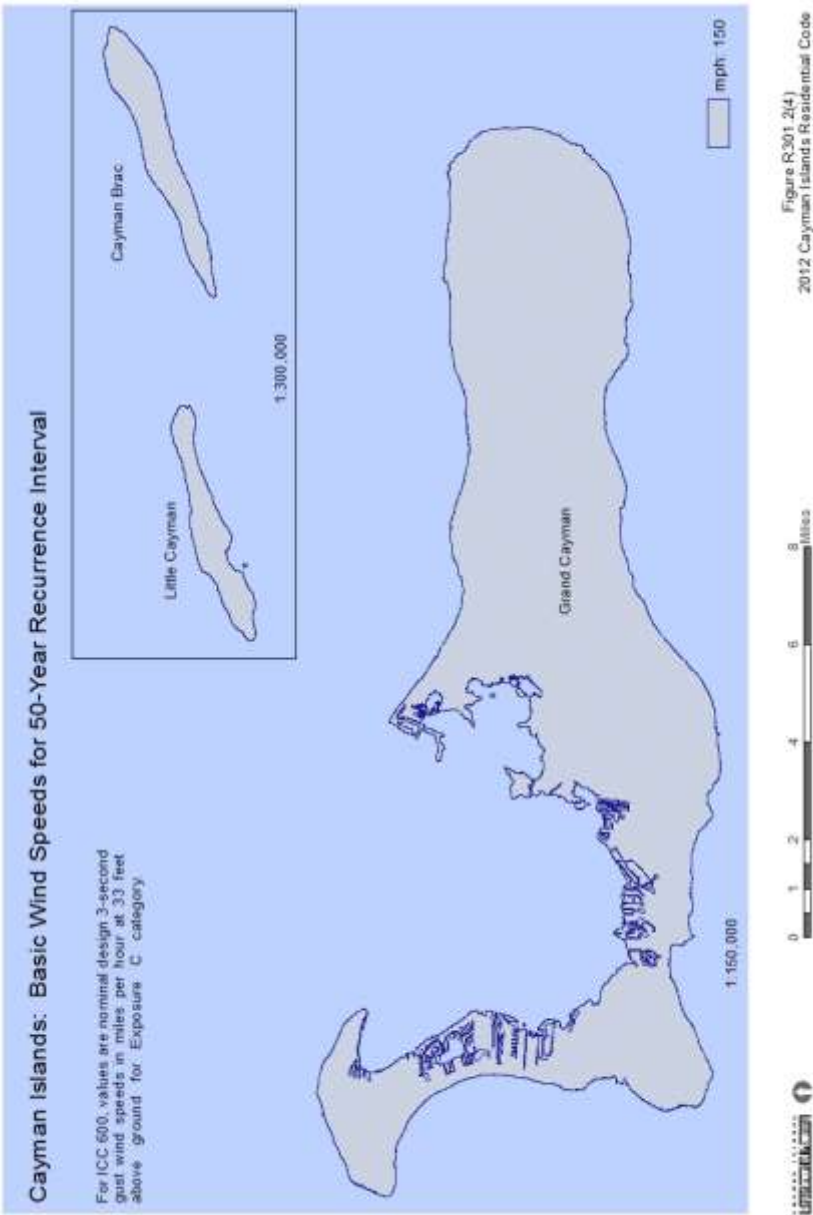 Cayman Islands: Basic Wind Speeds for 50-Year Recurrence Interval
For ICC 600, values are nominal design 3-second
gust wind speeds in miles per hour at 33 feet
above ground for Exposure C category.
Little Cayman
Cayman Brac
1:300,000
Grand Cayman
1:150,000
mph: 150
0 1 2 4 6 8
Miles
Figure R301.2(4)
2012 Cayman Islands Residential Code